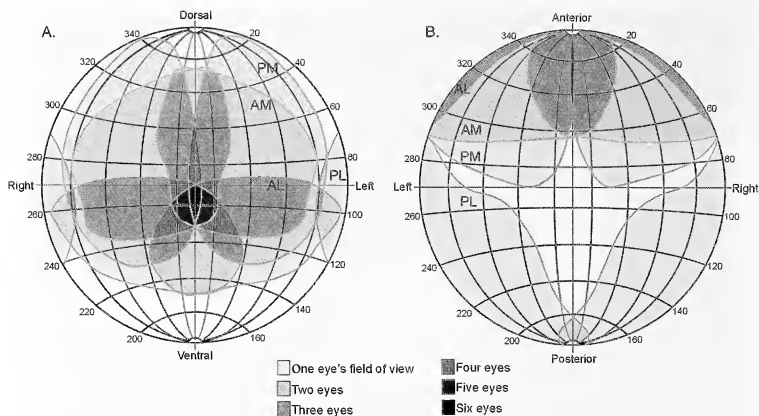 A.
Dorsal
340
20
320
40
PM
300
AM
60
280
80
PL
Right
AL
Left
260
100
240
120
220
140
200
160
Ventral
B.
Anterior
340
20
320
40
AL
300
60
AM
280
80
PM
Left
Right
PL
260
100
240
120
220
140
200
160
Posterior
One eye's field of view
Two eyes
Three eyes
Four eyes
Five eyes
Six eyes